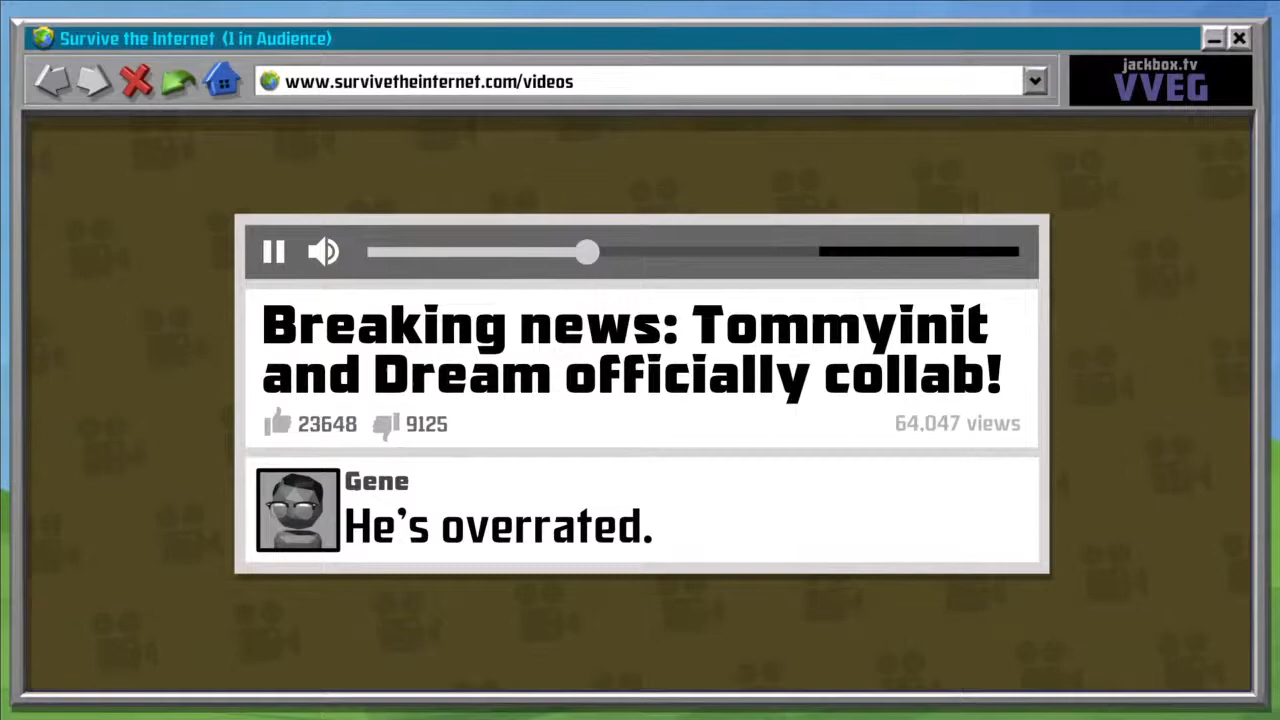 Survive the Internet (1 in Audience)
www.survivetheinternet.com/videos
jackbox.tv
VVEG
Breaking news: Tommyinit
and Dream officially collab!
23648 9125 64,047 views
Gene
He's overrated.